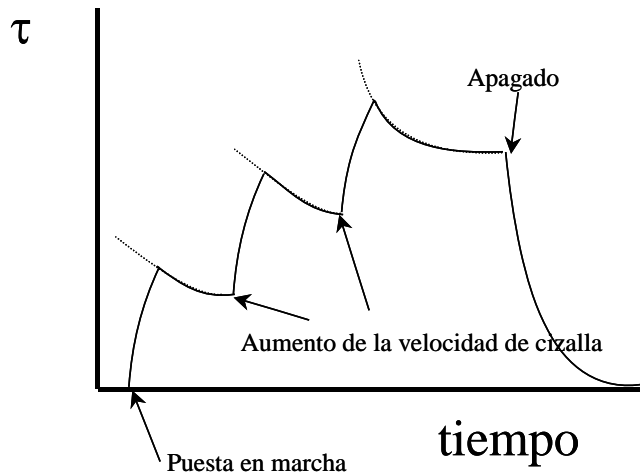 τ
Apagado
Aumento de la velocidad de cizalla
tiempo
Puesta en marcha